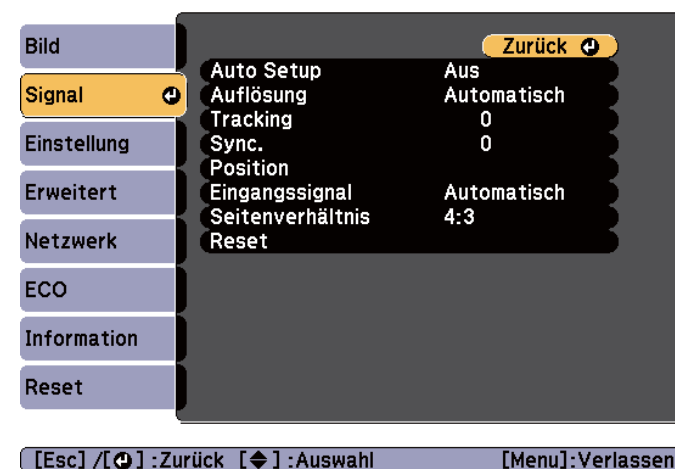 Bild
Signal
Einstellung
Erweitert
Netzwerk
ECO
Information
Reset
Zurück
Auto Setup Aus
Auflösung Automatisch
Tracking 0
Sync. 0
Position
Eingangssignal Automatisch
Seitenverhältnis 4:3
Reset
[Esc] /[⏎] :Zurück [◆] :Auswahl [Menu]:Verlassen